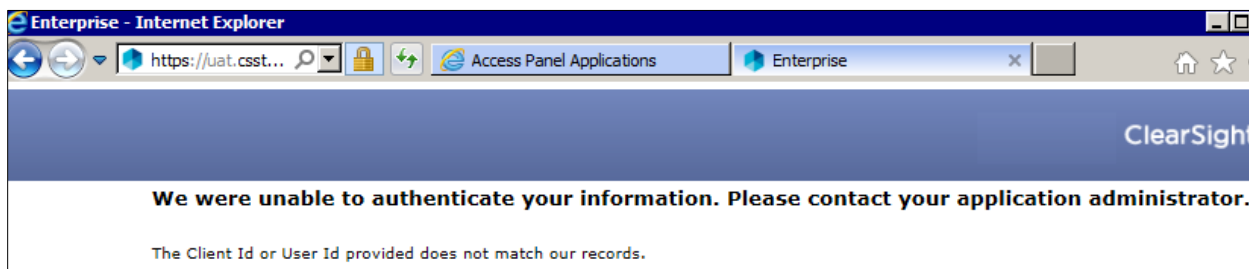 Enterprise - Internet Explorer
https://uat.csst...
Access Panel Applications
Enterprise
ClearSight
We were unable to authenticate your information. Please contact your application administrator.
The Client Id or User Id provided does not match our records.